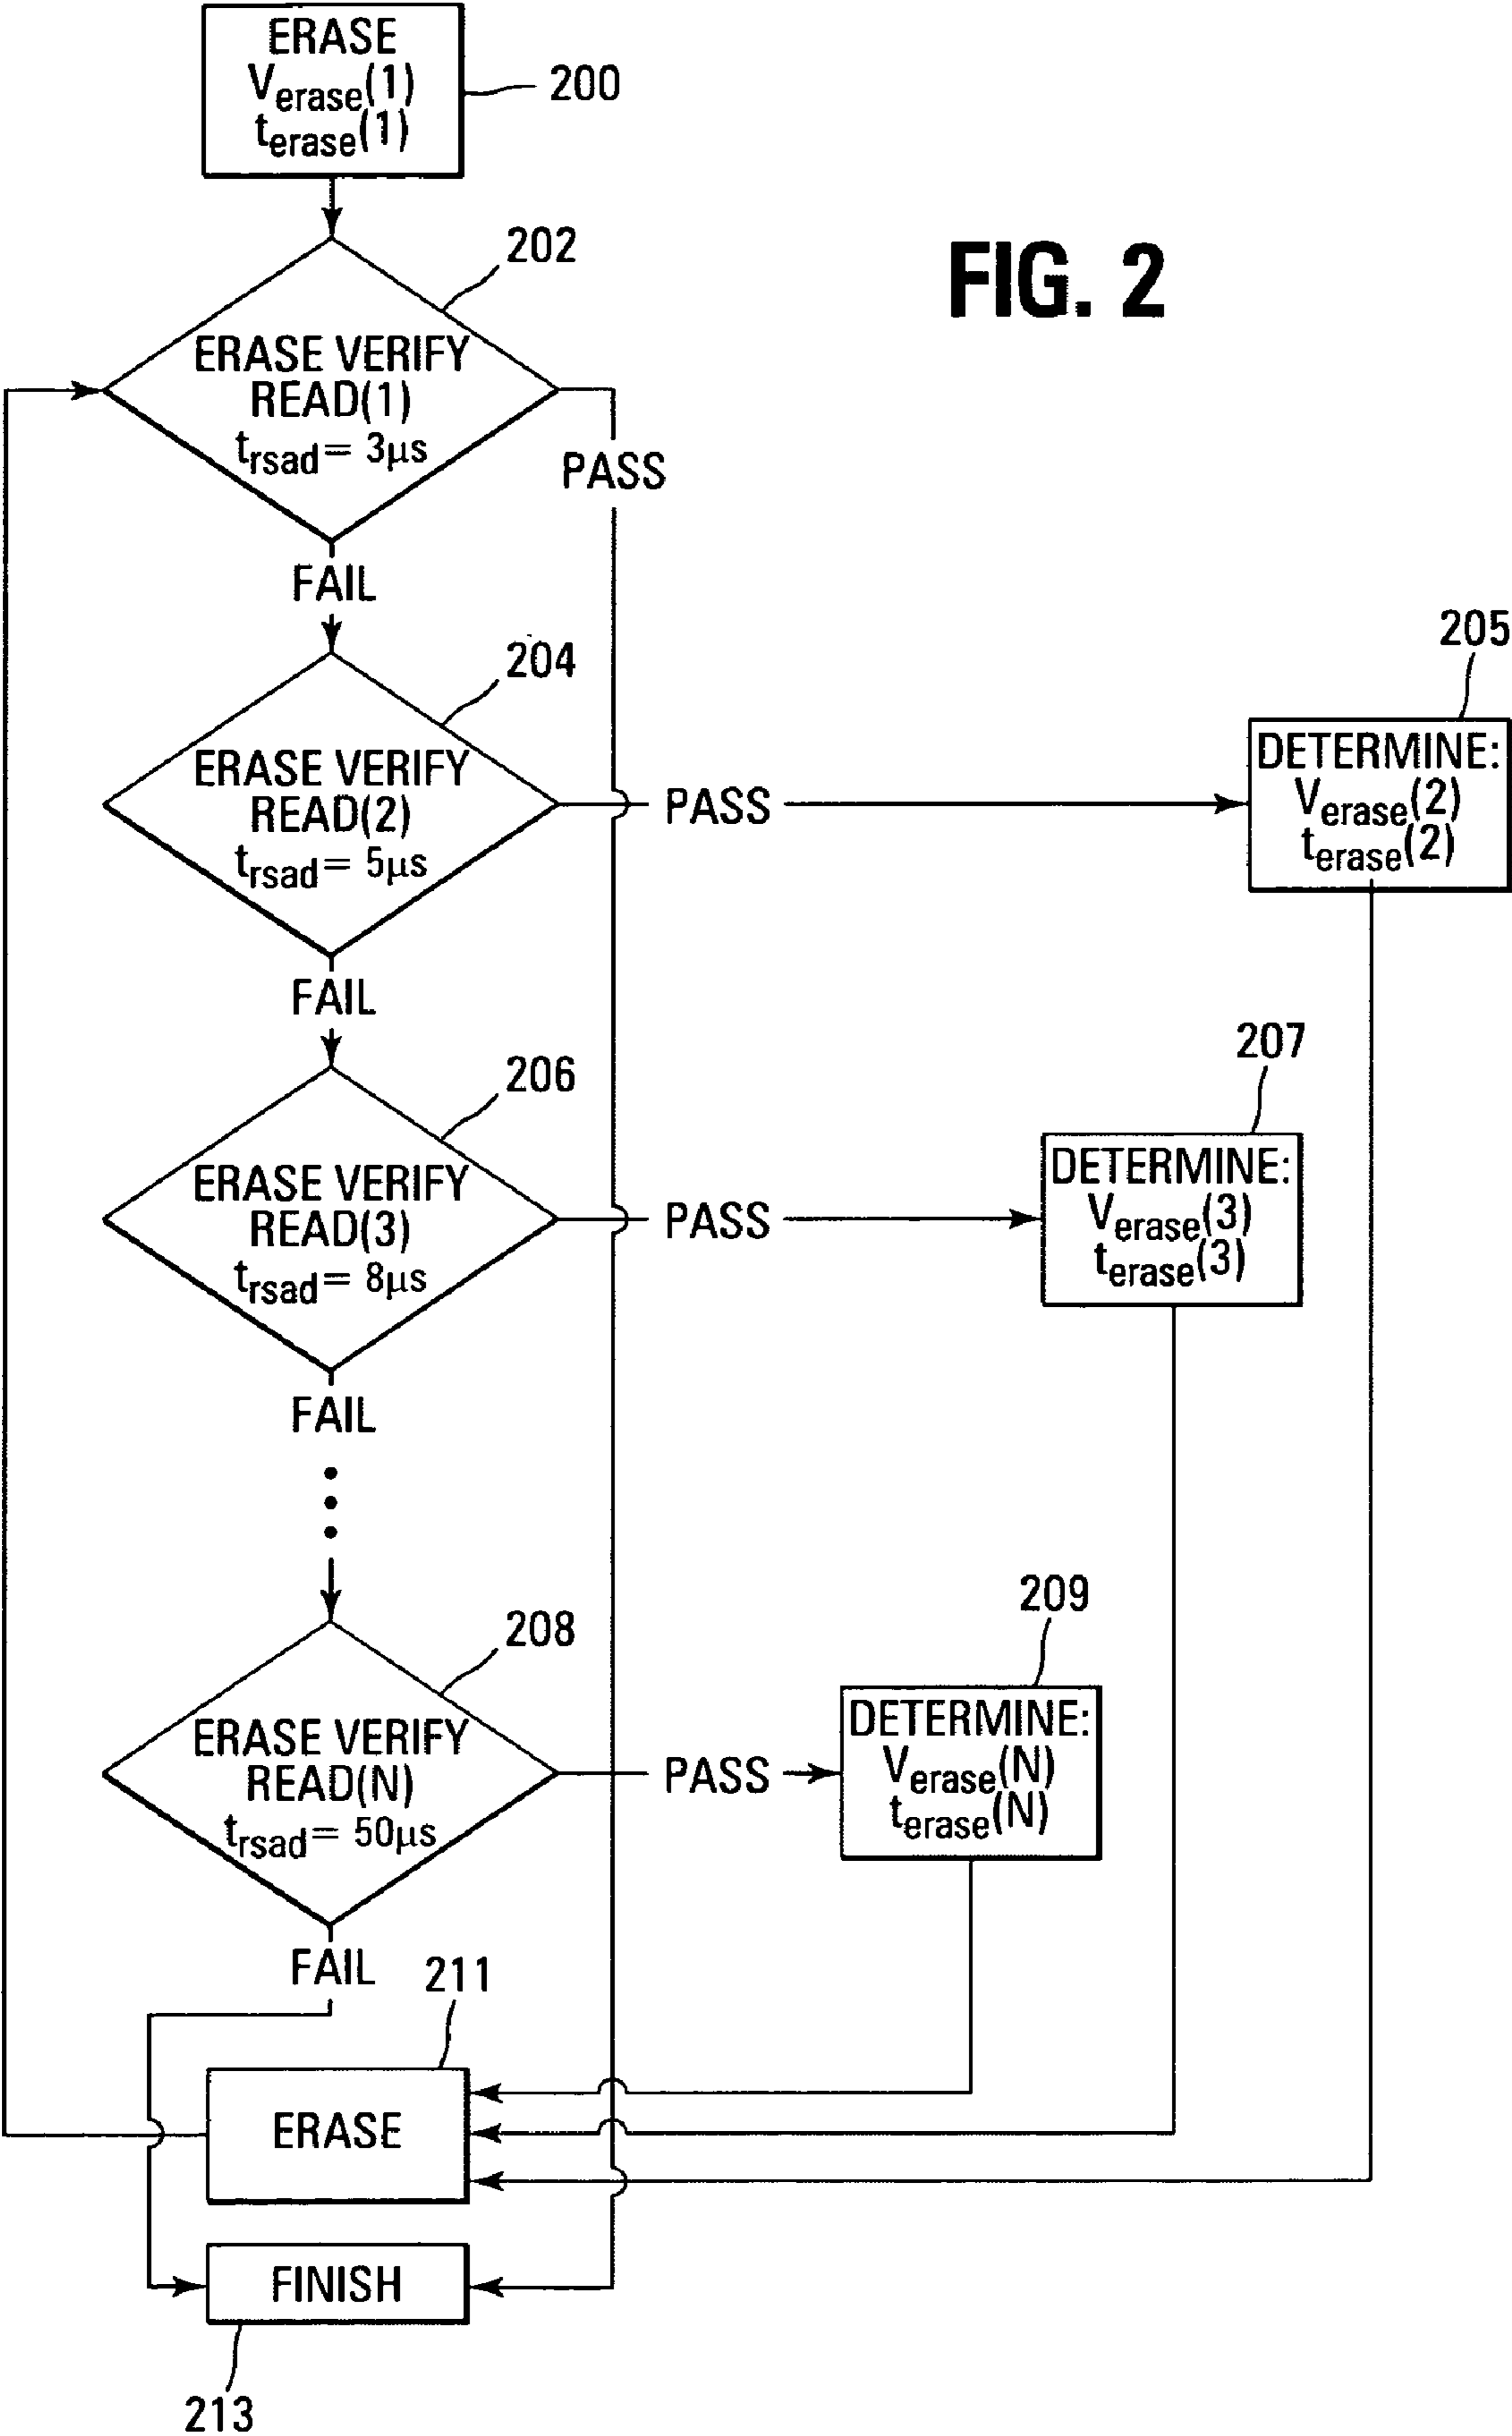 ERASE
Verase(1)
terase(1)
200
FIG. 2
202
ERASE VERIFY
READ(1)
trsad = 3µs
PASS
FAIL
204
ERASE VERIFY
READ(2)
trsad = 5µs
PASS
205
DETERMINE:
Verase(2)
terase(2)
FAIL
206
ERASE VERIFY
READ(3)
trsad = 8µs
PASS
207
DETERMINE:
Verase(3)
terase(3)
FAIL
208
ERASE VERIFY
READ(N)
trsad = 50µs
PASS
209
DETERMINE:
Verase(N)
terase(N)
FAIL
211
ERASE
FINISH
213